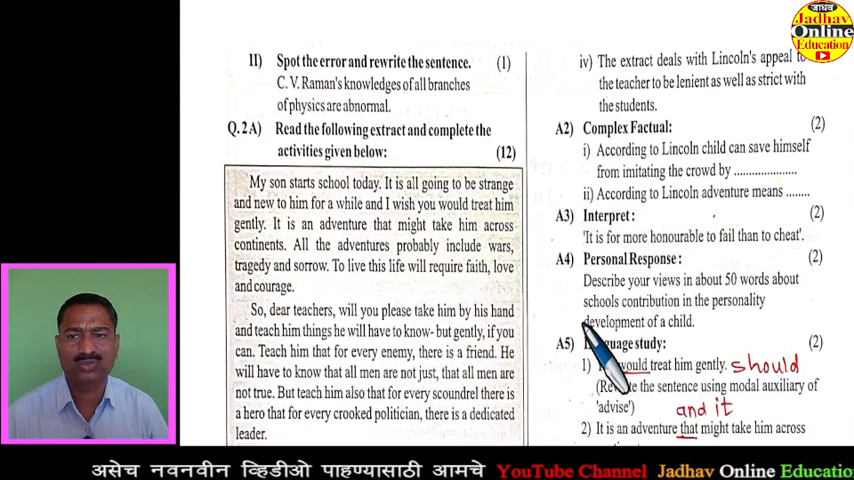 II) Spot the error and rewrite the sentence. (1)
C. V. Raman's knowledges of all branches
of physics are abnormal.
Q.2A) Read the following extract and complete the
activities given below: (12)
My son starts school today. It is all going to be strange
and new to him for a while and I wish you would treat him
gently. It is an adventure that might take him across
continents. All the adventures probably include wars,
tragedy and sorrow. To live this life will require faith, love
and courage.
So, dear teachers, will you please take him by his hand
and teach him things he will have to know- but gently, if you
can. Teach him that for every enemy, there is a friend. He
will have to know that all men are not just, that all men are
not true. But teach him also that for every scoundrel there is
a hero that for every crooked politician, there is a dedicated
leader.
iv) The extract deals with Lincoln's appeal to
the teacher to be lenient as well as strict with
the students.
A2) Complex Factual: (2)
i) According to Lincoln child can save himself
from imitating the crowd by .....................
ii) According to Lincoln adventure means ........
A3) Interpret: (2)
'It is for more honourable to fail than to cheat'.
A4) Personal Response : (2)
Describe your views in about 50 words about
schools contribution in the personality
development of a child.
A5) Language study: (2)
1) would treat him gently. should
the sentence using modal auxiliary of
'advise') and it
2) It is an adventure that might take him across
जाधव
Jadhav
Online
Education
असेच नवनवीन व्हिडीओ पाहण्यासाठी आमचे YouTube Channel Jadhav Online Educatio